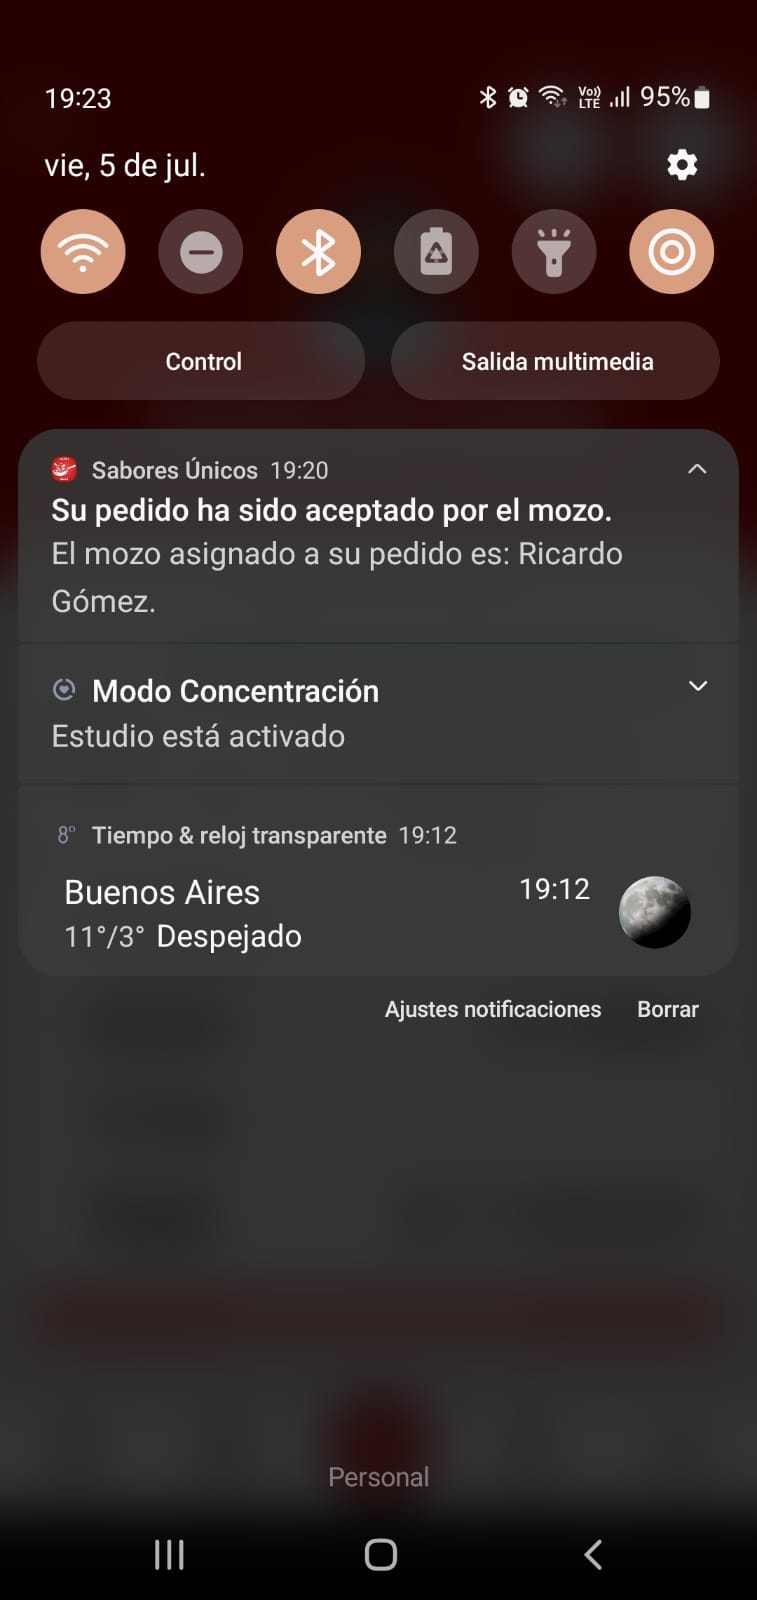 19:23
Vo)) LTE 95%
vie, 5 de jul.
Control
Salida multimedia
Sabores Únicos 19:20
Su pedido ha sido aceptado por el mozo.
El mozo asignado a su pedido es: Ricardo
Gómez.
Modo Concentración
Estudio está activado
8° Tiempo & reloj transparente 19:12
Buenos Aires 19:12
11°/3° Despejado
Ajustes notificaciones Borrar
Personal